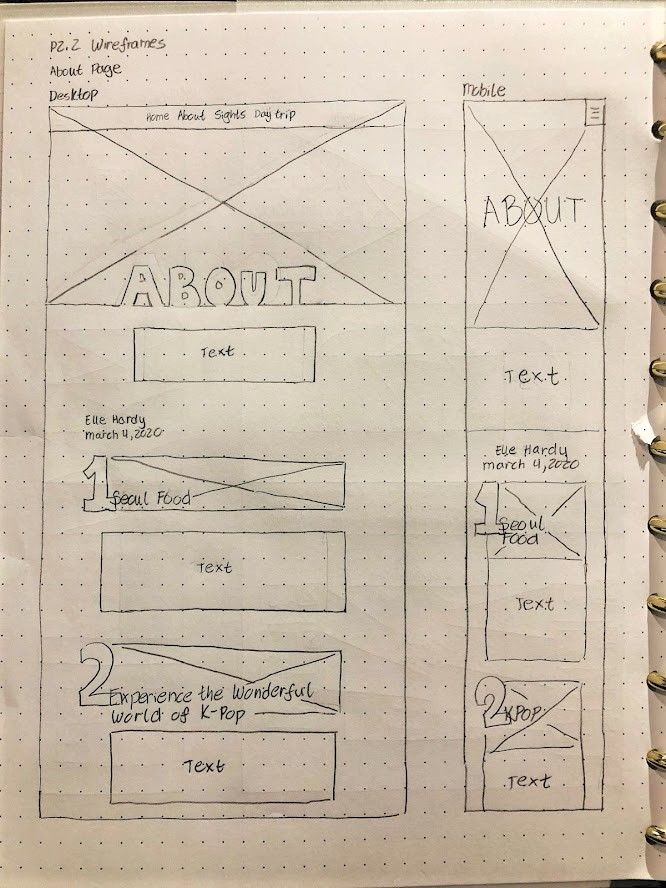 P2.2 Wireframes
About Page
Desktop
Home About Sights Daytrip
ABOUT
Text
Elle Hardy
march 4, 2020
1
Seoul Food
Text
2
Experience the Wonderful
World of K-Pop
Text
mobile
ABOUT
Text
Elle Hardy
march 4, 2020
1
Seoul
Food
Text
2
KPOP
Text